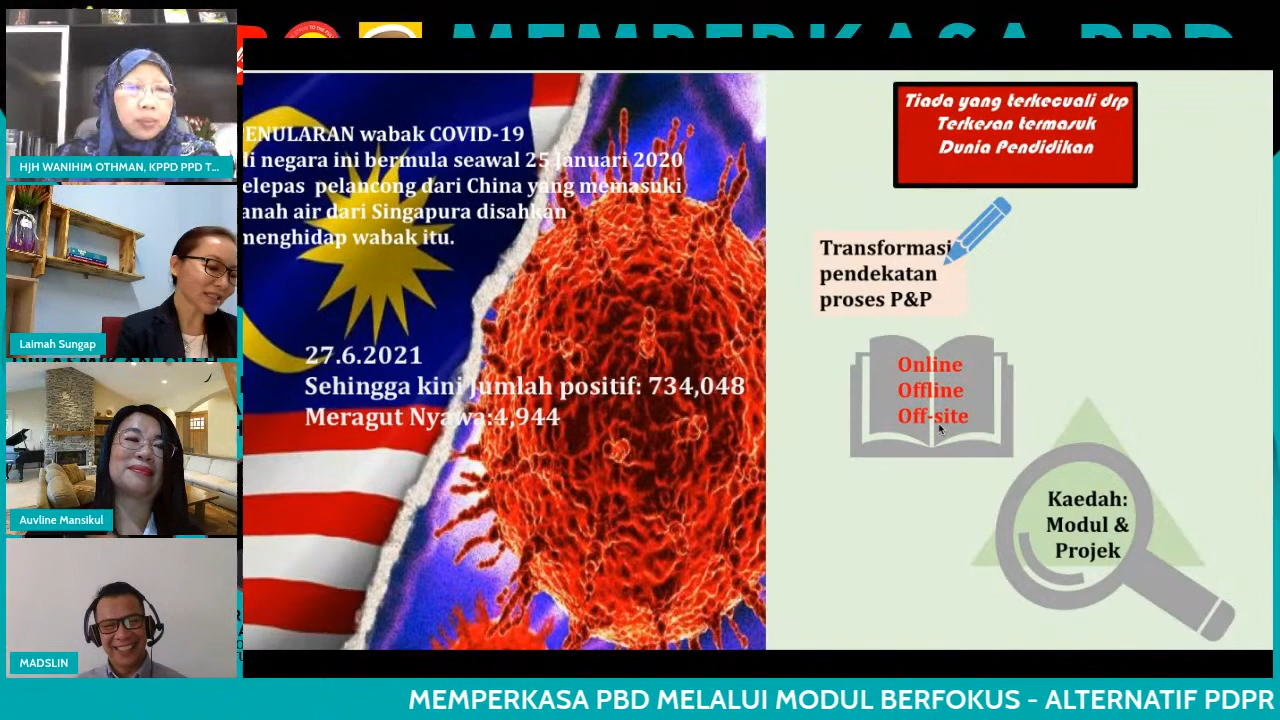 MEMPERKASA PBD
HJH WANIHIM OTHMAN, KPPD PPD T...
Laimah Sungap
Auvline Mansikul
MADSLIN
ENULARAN wabak COVID-19
di negara ini bermula seawal 25 Januari 2020
elepas pelancong dari China yang memasuki
anah air dari Singapura disahkan
menghidap wabak itu.
27.6.2021
Sehingga kini jumlah positif: 734,048
Meragut Nyawa:4,944
Tiada yang terkecuali drp
Terkesan termasuk
Dunia Pendidikan
Transformasi
pendekatan
proses P&P
Online
Offline
Off-site
Kaedah:
Modul &
Projek
MEMPERKASA PBD MELALUI MODUL BERFOKUS - ALTERNATIF PDPR